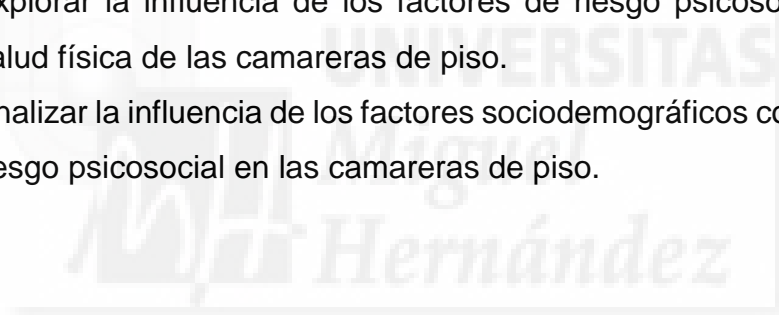 xplorar la influencia de los factores de riesgo psicoso
alud física de las camareras de piso.
nalizar la influencia de los factores sociodemográficos co
esgo psicosocial en las camareras de piso.
UNIVERSITAS
Miguel
Hernández